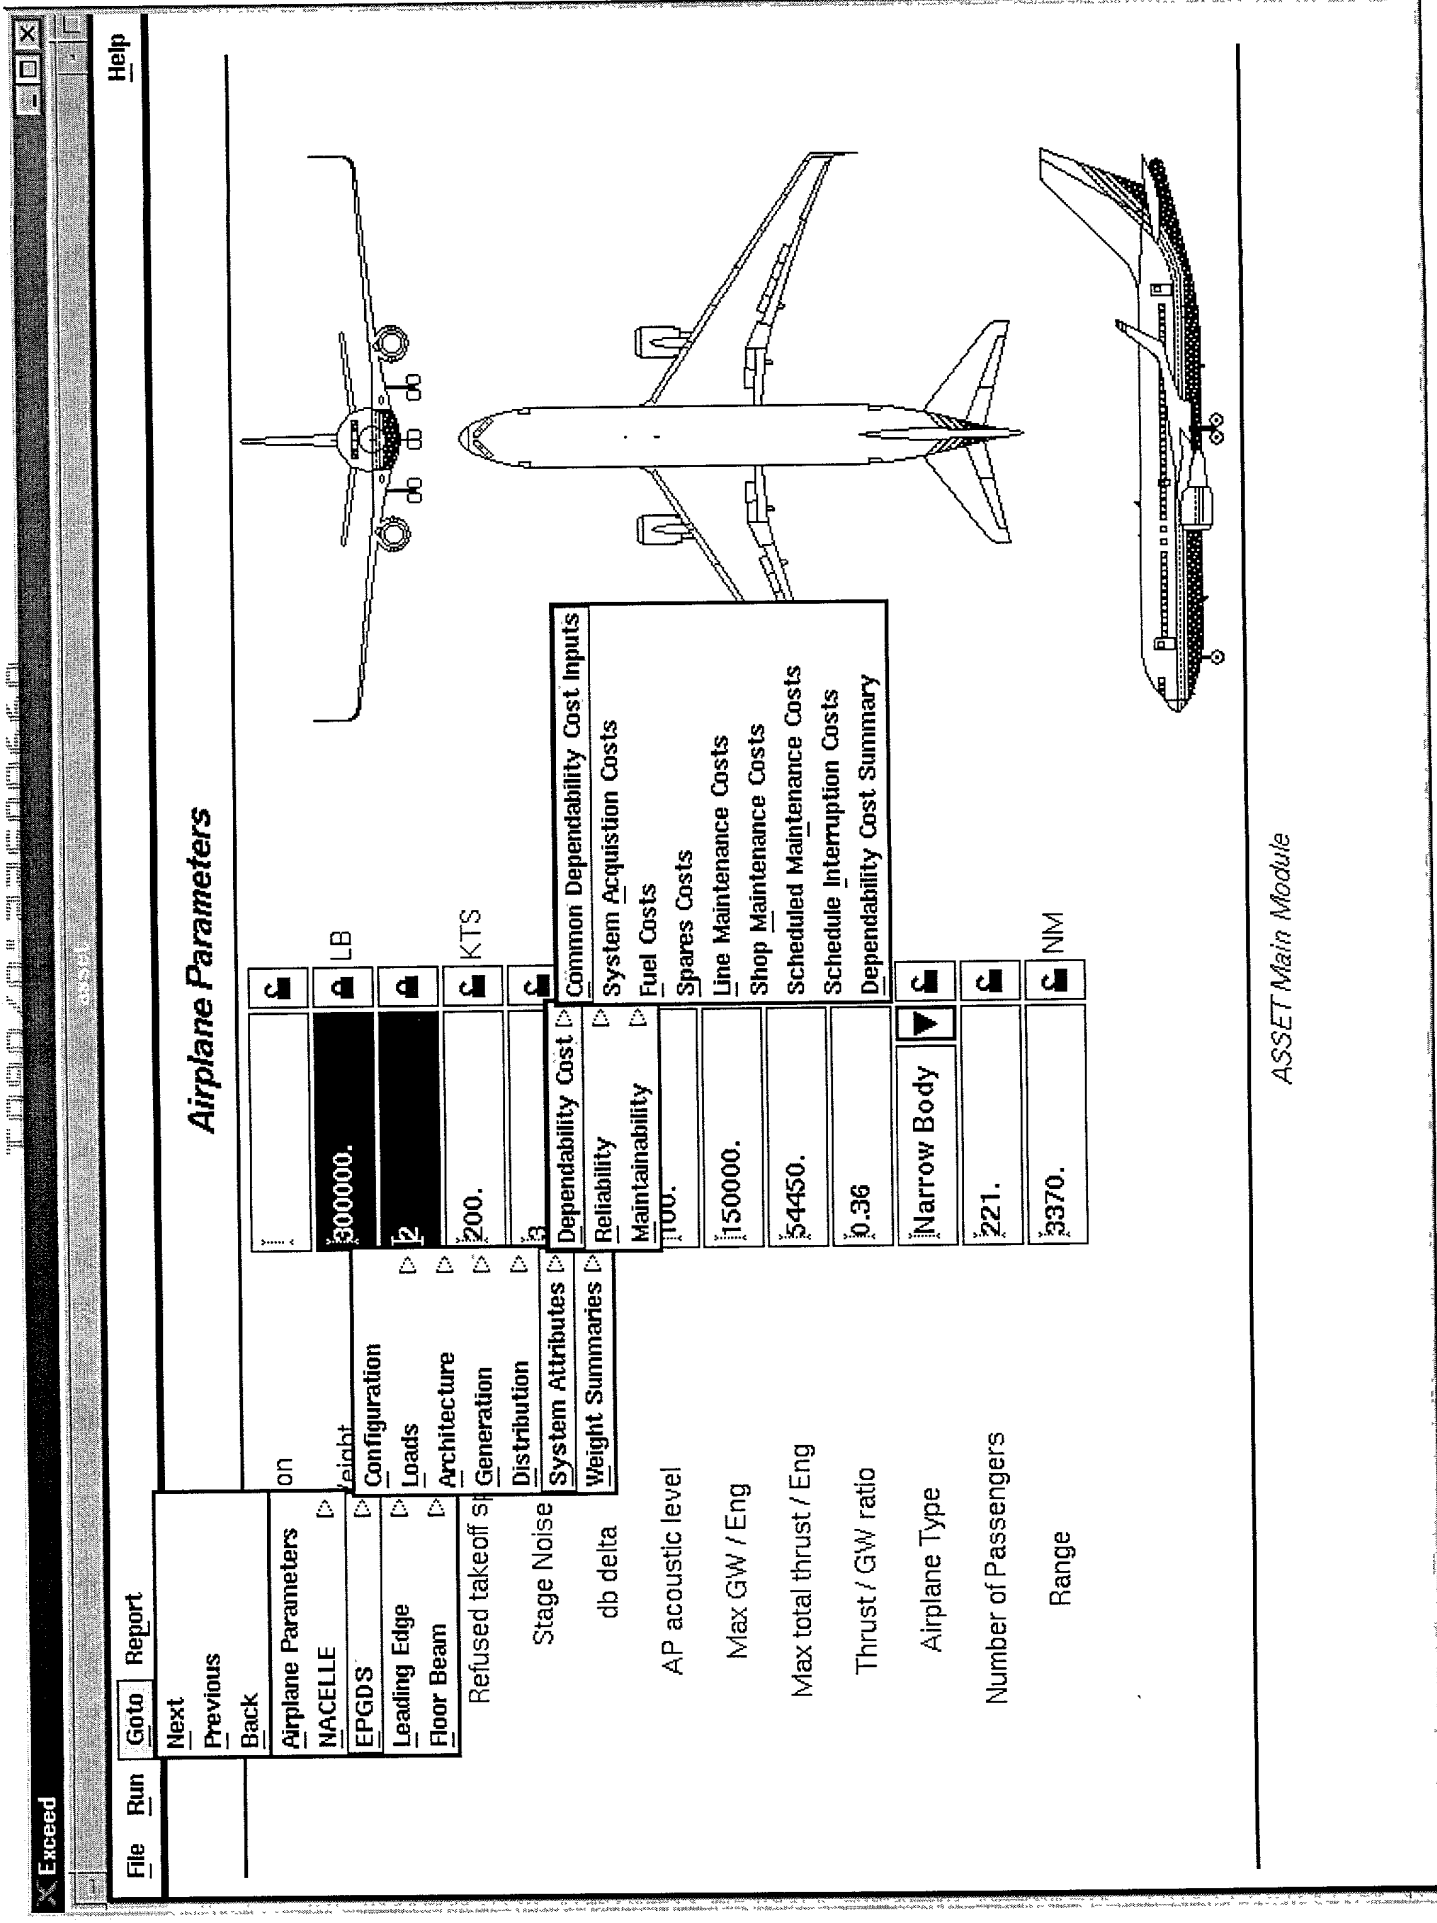 Exceed
asset
File Run Goto Report Help
Next
Previous
Back
Airplane Parameters
NACELLE
EPGDS
Leading Edge
Floor Beam
Configuration
Loads
Architecture
Generation
Distribution
System Attributes
Weight Summaries
Dependability Cost
Reliability
Maintainability
Common Dependability Cost Inputs
System Acquistion Costs
Fuel Costs
Spares Costs
Line Maintenance Costs
Shop Maintenance Costs
Scheduled Maintenance Costs
Schedule Interruption Costs
Dependability Cost Summary
Airplane Parameters
on
eight 300000. LB
2
Refused takeoff sp 200. KTS
Stage Noise 3
db delta
AP acoustic level 100.
Max GW / Eng 150000.
Max total thrust / Eng 54450.
Thrust / GW ratio 0.36
Airplane Type Narrow Body
Number of Passengers 221.
Range 3370. NM
ASSET Main Module